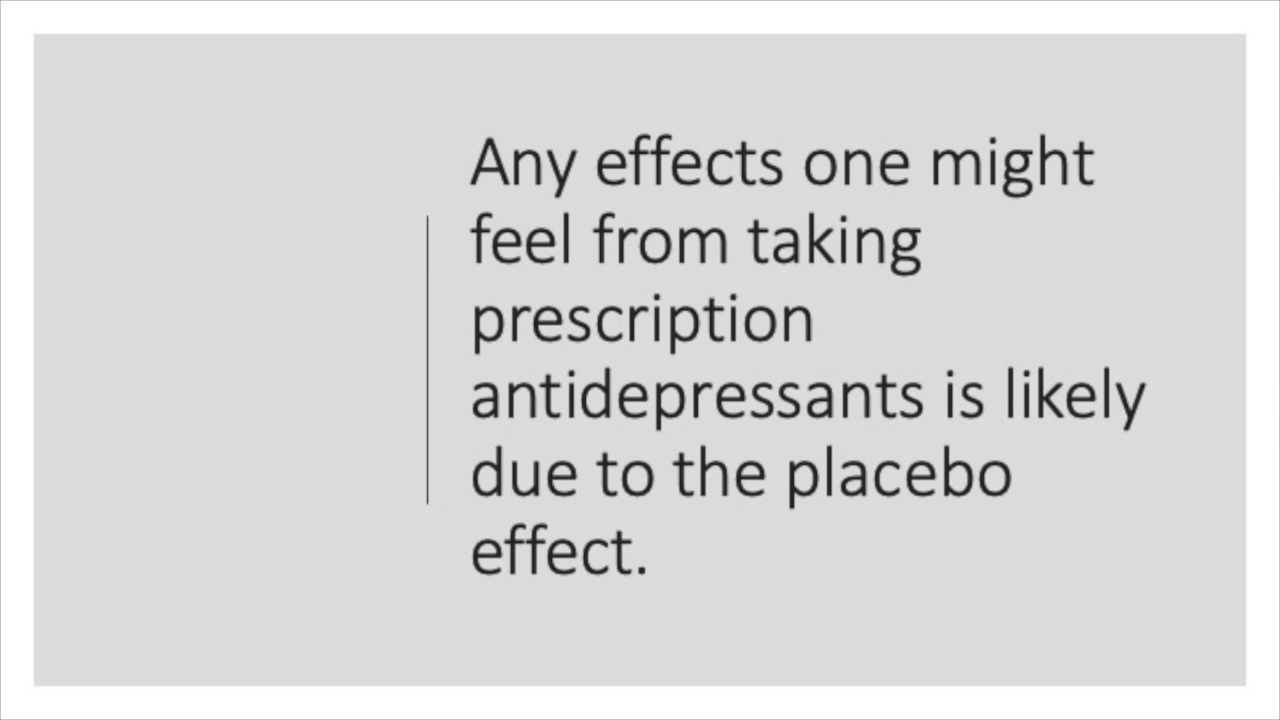 Any effects one might
feel from taking
prescription
antidepressants is likely
due to the placebo
effect.